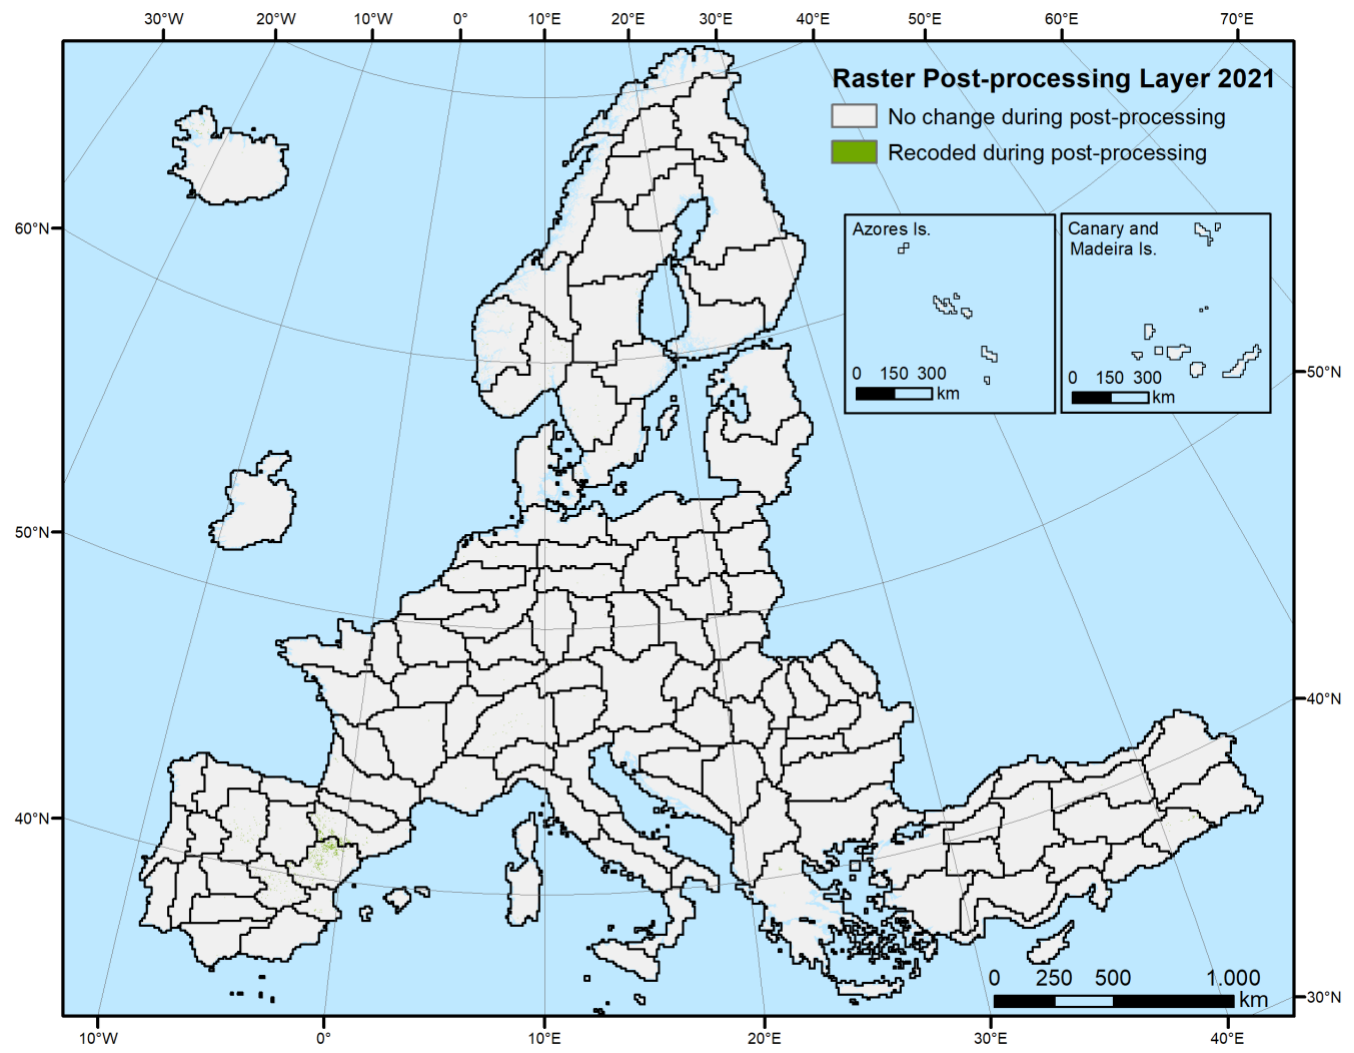 30°W 20°W 10°W 0° 10°E 20°E 30°E 40°E 50°E 60°E 70°E
Raster Post-processing Layer 2021
No change during post-processing
Recoded during post-processing
60°N
Azores Is.
Canary and
Madeira Is.
0 150 300
km
0 150 300
km
50°N
50°N
40°N
40°N
0 250 500 1.000
km
30°N
10°W 0° 10°E 20°E 30°E 40°E